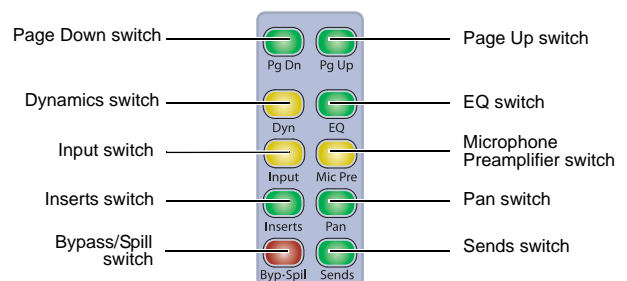 Page Down switch
Page Up switch
Pg Dn
Pg Up
Dynamics switch
EQ switch
Dyn
EQ
Input switch
Microphone
Preamplifier switch
Input
Mic Pre
Inserts switch
Pan switch
Inserts
Pan
Bypass/Spill
switch
Sends switch
Byp·Spil
Sends